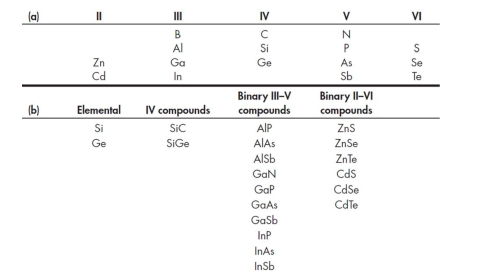 (a) II III IV V VI
B C N
Al Si P S
Zn Ga Ge As Se
Cd In Sb Te
Binary III–V Binary II–VI
(b) Elemental IV compounds compounds compounds
Si SiC AlP ZnS
Ge SiGe AlAs ZnSe
AlSb ZnTe
GaN CdS
GaP CdSe
GaAs CdTe
GaSb
InP
InAs
InSb